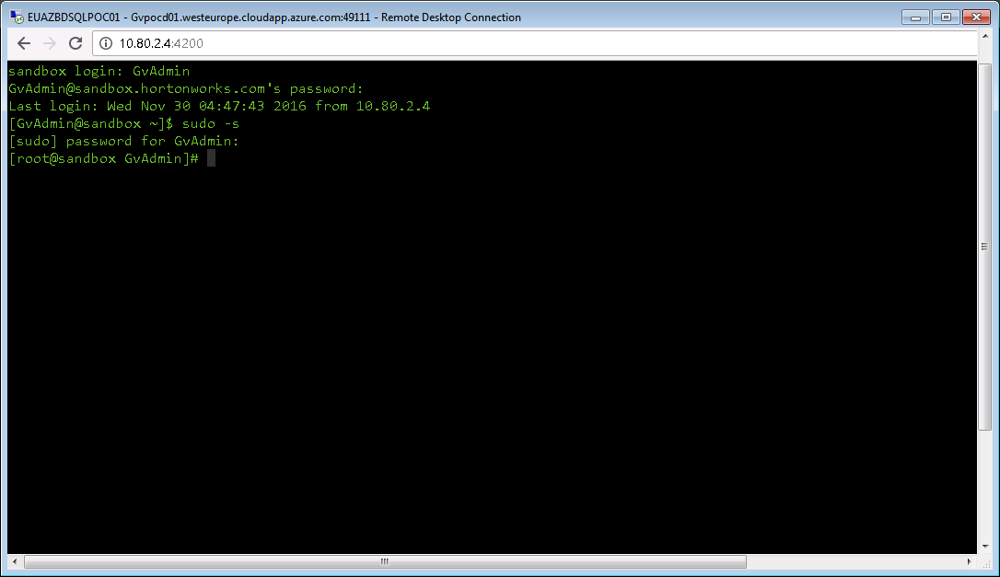 EUAZBDSQLPOC01 - Gvpocd01.westeurope.cloudapp.azure.com:49111 - Remote Desktop Connection
10.80.2.4:4200
sandbox login: GvAdmin
GvAdmin@sandbox.hortonworks.com's password:
Last login: Wed Nov 30 04:47:43 2016 from 10.80.2.4
[GvAdmin@sandbox ~]$ sudo -s
[sudo] password for GvAdmin:
[root@sandbox GvAdmin]#